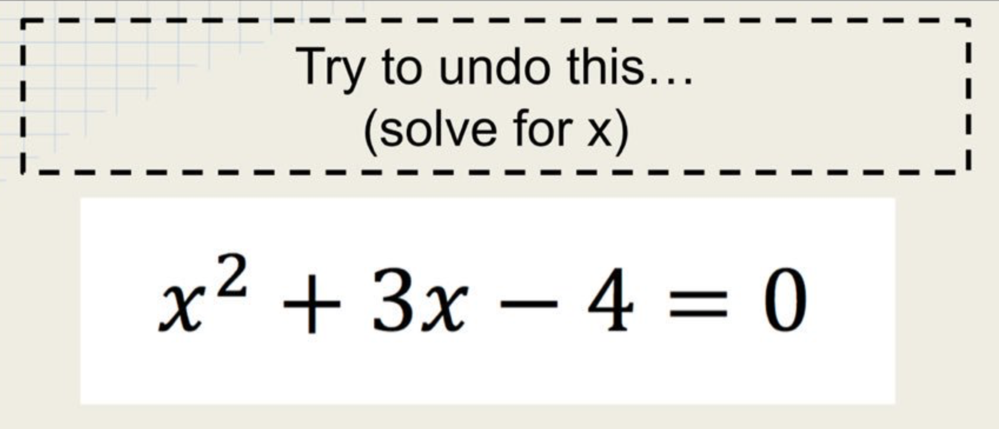 Try to undo this…
(solve for x)
x² + 3x − 4 = 0